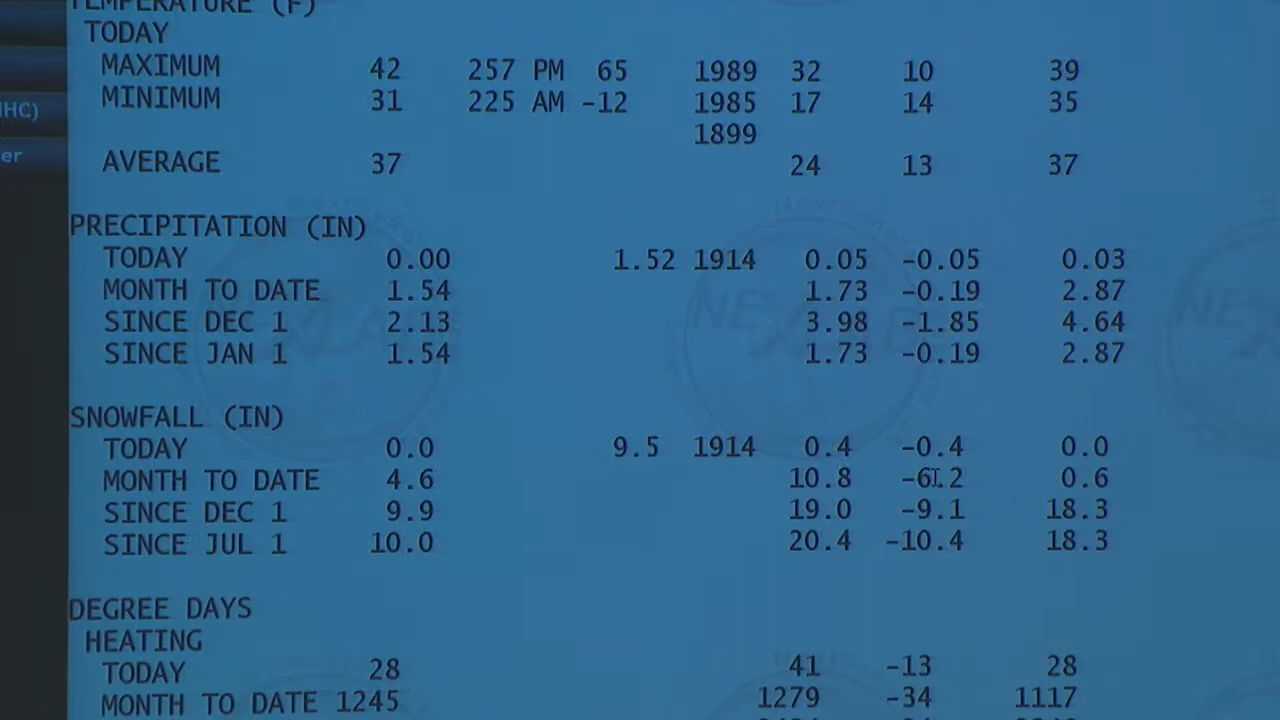 TEMPERATURE (F)
TODAY
MAXIMUM 42 257 PM 65 1989 32 10 39
MINIMUM 31 225 AM -12 1985 17 14 35
1899
AVERAGE 37 24 13 37
PRECIPITATION (IN)
TODAY 0.00 1.52 1914 0.05 -0.05 0.03
MONTH TO DATE 1.54 1.73 -0.19 2.87
SINCE DEC 1 2.13 3.98 -1.85 4.64
SINCE JAN 1 1.54 1.73 -0.19 2.87
SNOWFALL (IN)
TODAY 0.0 9.5 1914 0.4 -0.4 0.0
MONTH TO DATE 4.6 10.8 -6.2 0.6
SINCE DEC 1 9.9 19.0 -9.1 18.3
SINCE JUL 1 10.0 20.4 -10.4 18.3
DEGREE DAYS
HEATING
TODAY 28 41 -13 28
MONTH TO DATE 1245 1279 -34 1117
HC)
er